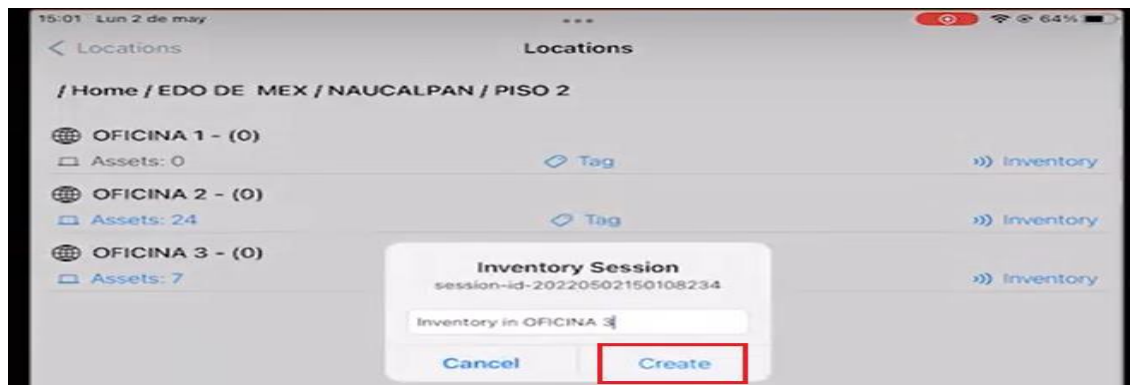 15:01 Lun 2 de may 64%
< Locations Locations
/ Home / EDO DE MEX / NAUCALPAN / PISO 2
OFICINA 1 - (0)
Assets: 0 Tag Inventory
OFICINA 2 - (0)
Assets: 24 Tag Inventory
OFICINA 3 - (0)
Assets: 7 Inventory
Inventory Session
session-id-20220502150108234
Inventory in OFICINA 3
Cancel Create